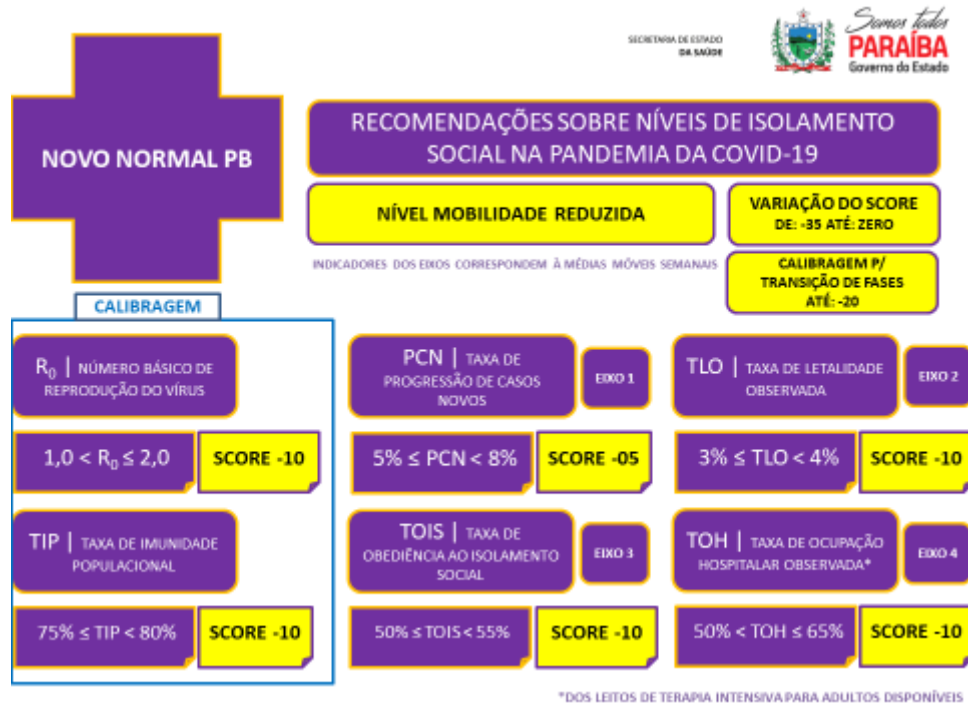 SECRETARIA DE ESTADO
DA SAÚDE
Somos todos
PARAÍBA
Governo do Estado
NOVO NORMAL PB
RECOMENDAÇÕES SOBRE NÍVEIS DE ISOLAMENTO
SOCIAL NA PANDEMIA DA COVID-19
NÍVEL MOBILIDADE REDUZIDA
VARIAÇÃO DO SCORE
DE: -35 ATÉ: ZERO
INDICADORES DOS EIXOS CORRESPONDEM À MÉDIAS MÓVEIS SEMANAIS
CALIBRAGEM P/
TRANSIÇÃO DE FASES
ATÉ: -20
CALIBRAGEM
R₀ | NÚMERO BÁSICO DE
REPRODUÇÃO DO VÍRUS
1,0 < R₀ ≤ 2,0
SCORE -10
TIP | TAXA DE IMUNIDADE
POPULACIONAL
75% ≤ TIP < 80%
SCORE -10
PCN | TAXA DE
PROGRESSÃO DE CASOS
NOVOS
EIXO 1
5% ≤ PCN < 8%
SCORE -05
TLO | TAXA DE LETALIDADE
OBSERVADA
EIXO 2
3% ≤ TLO < 4%
SCORE -10
TOIS | TAXA DE
OBEDIÊNCIA AO ISOLAMENTO
SOCIAL
EIXO 3
50% ≤ TOIS < 55%
SCORE -10
TOH | TAXA DE OCUPAÇÃO
HOSPITALAR OBSERVADA*
EIXO 4
50% < TOH ≤ 65%
SCORE -10
*DOS LEITOS DE TERAPIA INTENSIVA PARA ADULTOS DISPONÍVEIS